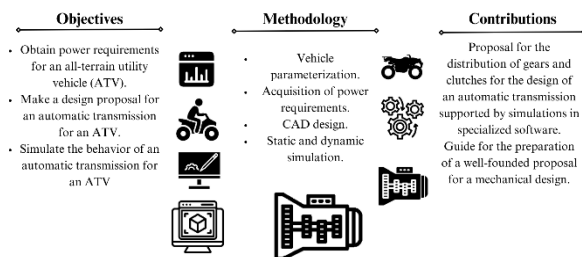 Objectives
• Obtain power requirements
for an all-terrain utility
vehicle (ATV).
• Make a design proposal for
an automatic transmission
for an ATV.
• Simulate the behavior of an
automatic transmission for
an ATV
Methodology
• Vehicle
parameterization.
• Acquisition of power
requirements.
• CAD design.
• Static and dynamic
simulation.
Contributions
Proposal for the
distribution of gears and
clutches for the design of
an automatic transmission
supported by simulations in
specialized software.
Guide for the preparation
of a well-founded proposal
for a mechanical design.